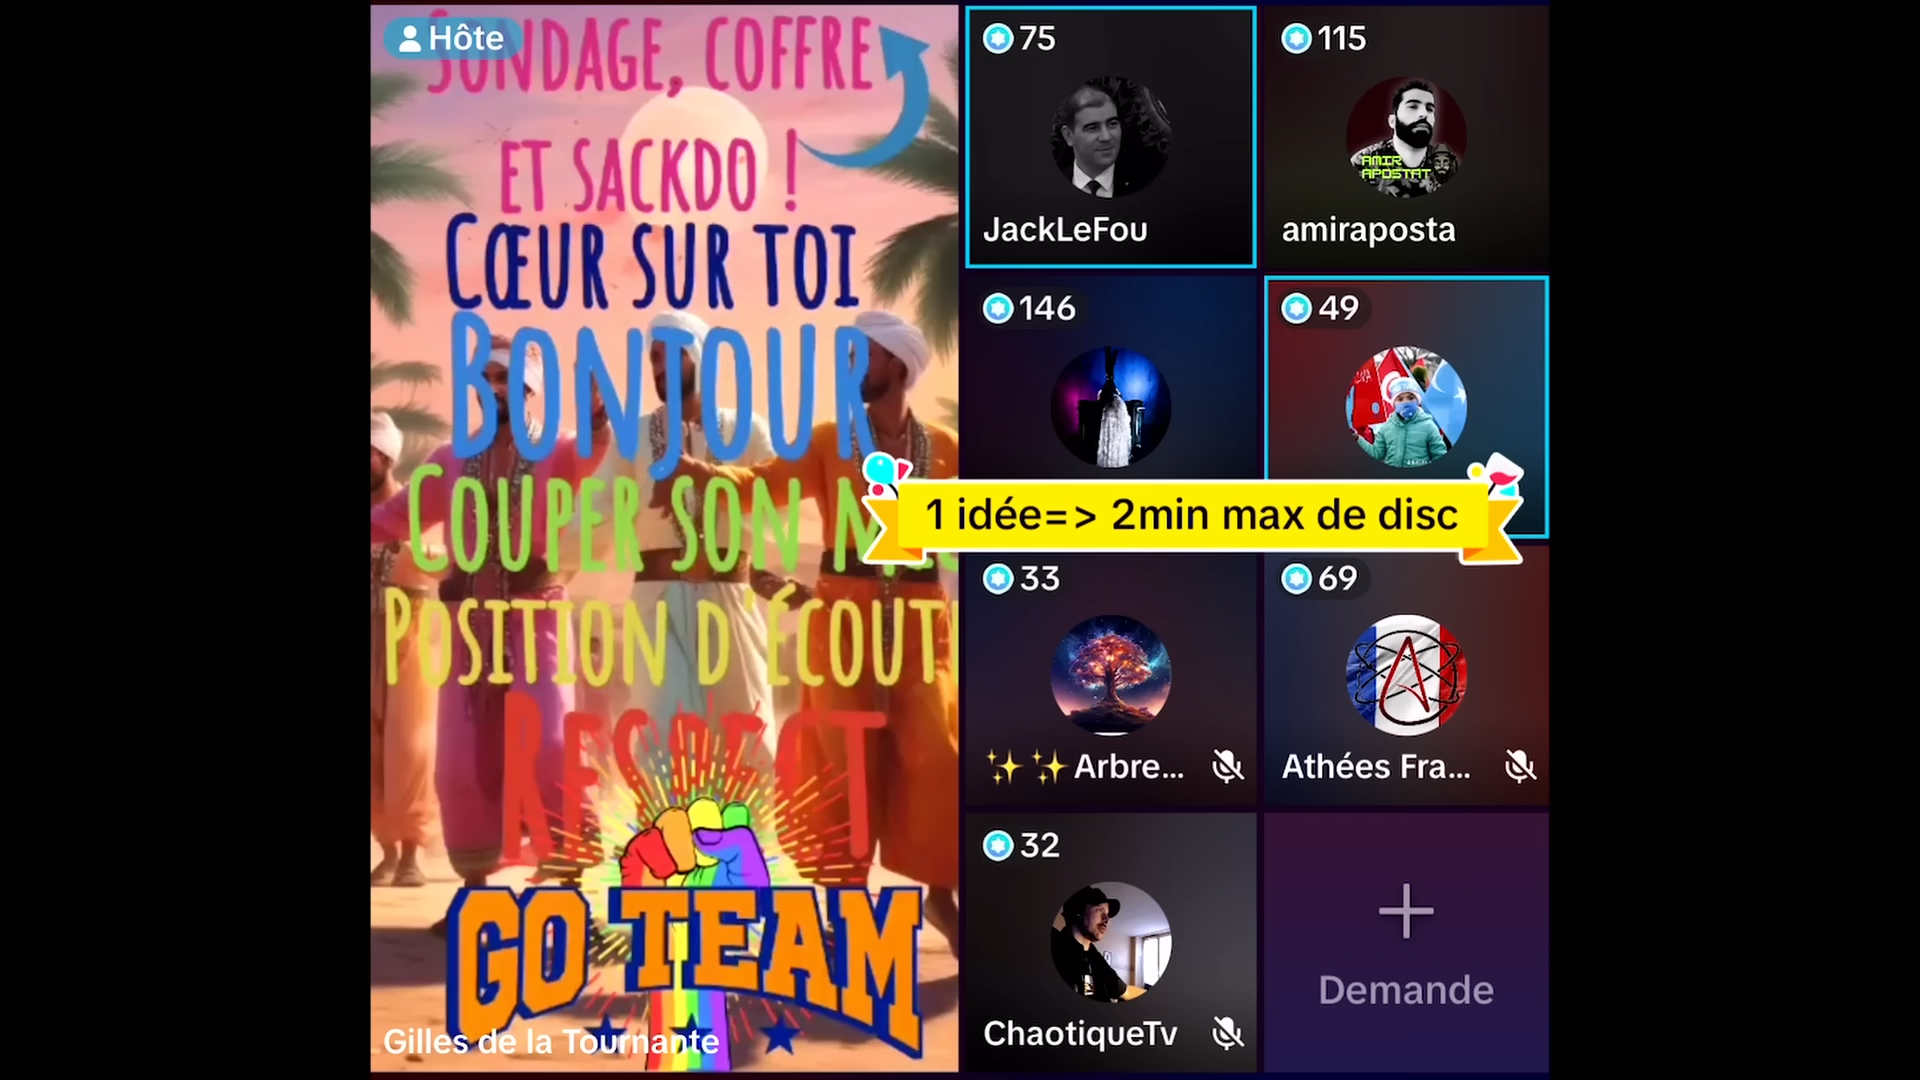 Hôte
SONDAGE, COFFRE
ET SACKDO !
CŒUR SUR TOI
BONJOUR
COUPER SON
POSITION D'ÉCOUT
RESPECT
GO TEAM
Gilles de la Tournante
75
JackLeFou
115
AMIR
APOSTAT
amiraposta
146
49
1 idée=> 2min max de disc
33
✨✨Arbre...
69
Athées Fra...
32
ChaotiqueTv
Demande